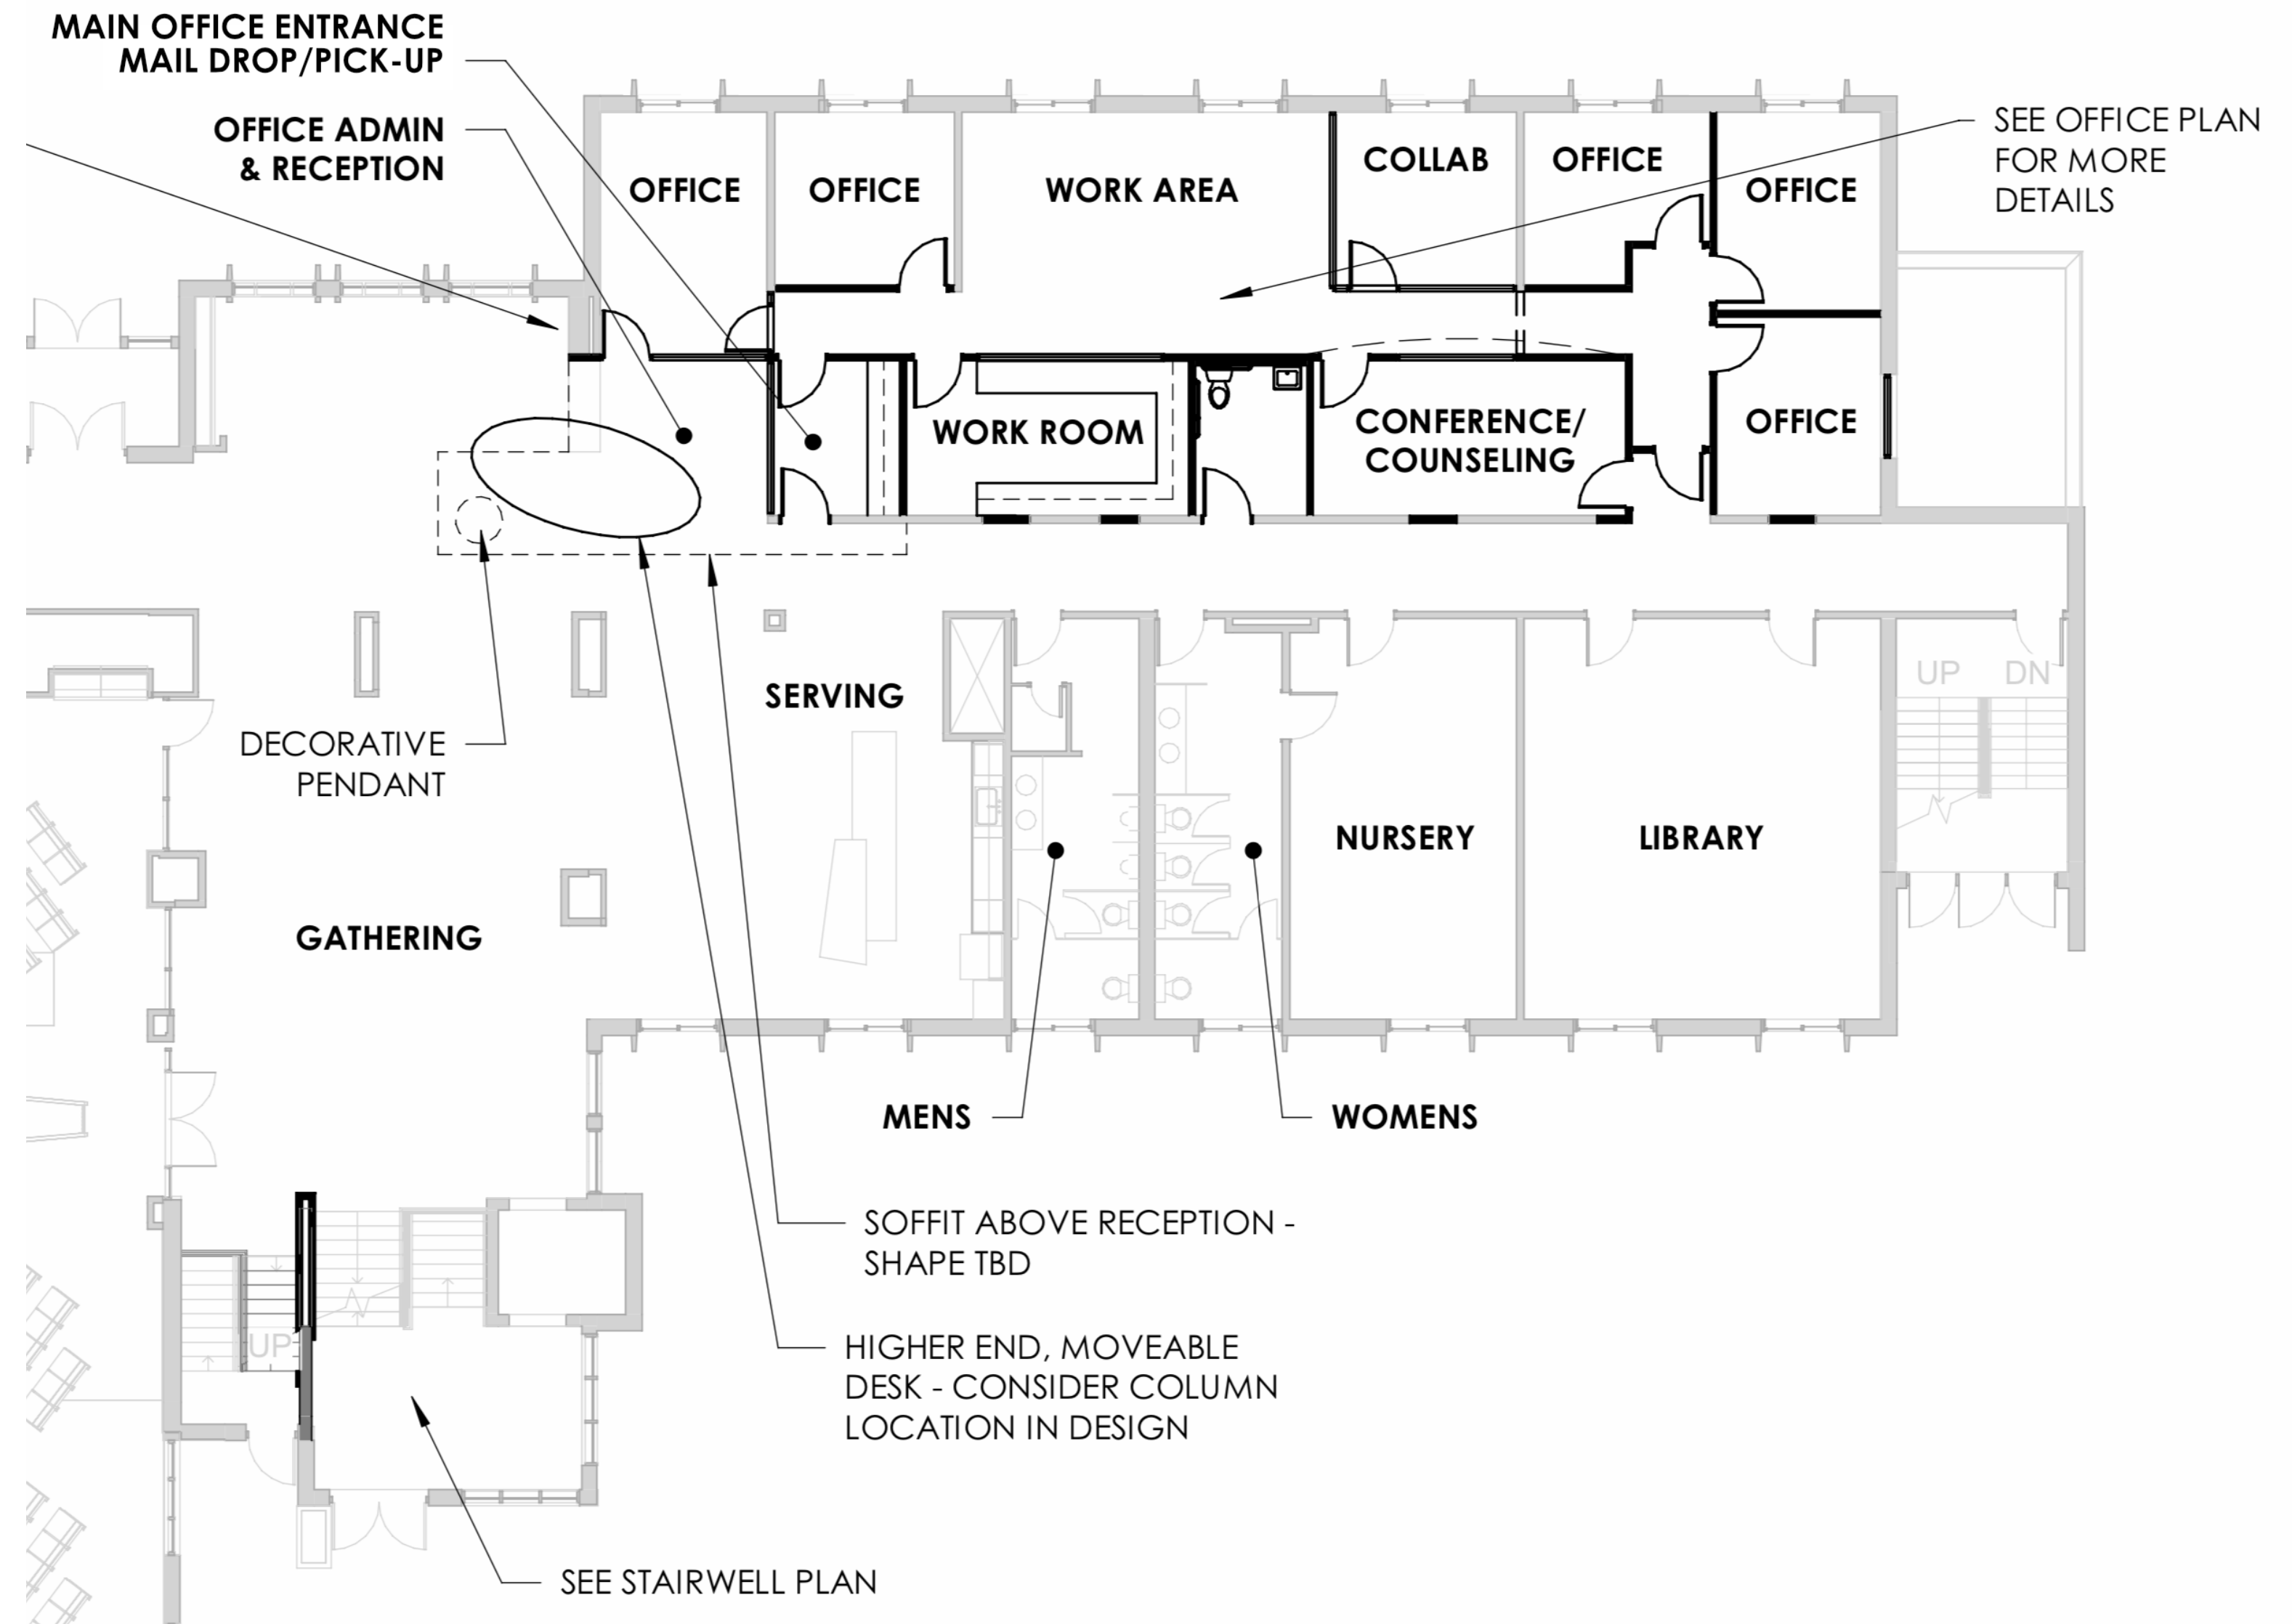 MAIN OFFICE ENTRANCE
MAIL DROP/PICK-UP
OFFICE ADMIN
& RECEPTION
SEE OFFICE PLAN
FOR MORE
DETAILS
OFFICE
OFFICE
WORK AREA
COLLAB
OFFICE
OFFICE
WORK ROOM
CONFERENCE/
COUNSELING
OFFICE
DECORATIVE
PENDANT
SERVING
UP
DN
NURSERY
LIBRARY
GATHERING
MENS
WOMENS
SOFFIT ABOVE RECEPTION -
SHAPE TBD
UP
HIGHER END, MOVEABLE
DESK - CONSIDER COLUMN
LOCATION IN DESIGN
SEE STAIRWELL PLAN